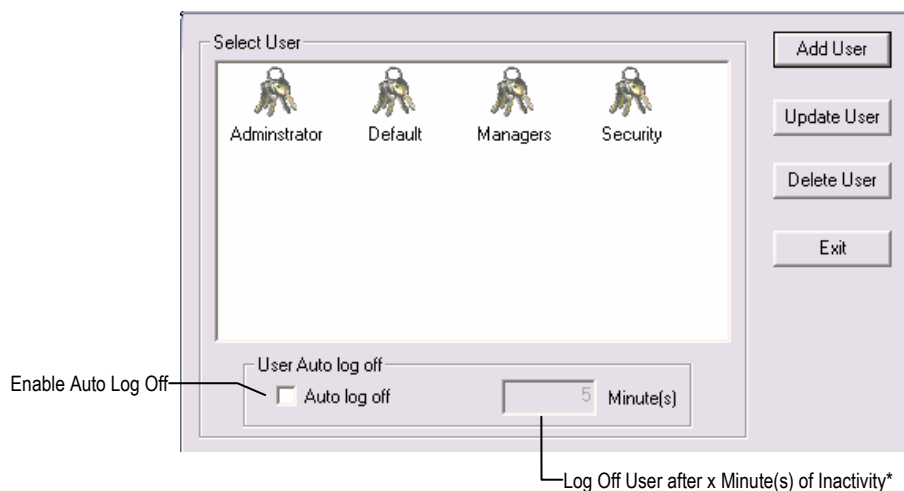 Select User
Adminstrator Default Managers Security
Add User
Update User
Delete User
Exit
User Auto log off
Enable Auto Log Off
Auto log off 5 Minute(s)
Log Off User after x Minute(s) of Inactivity*